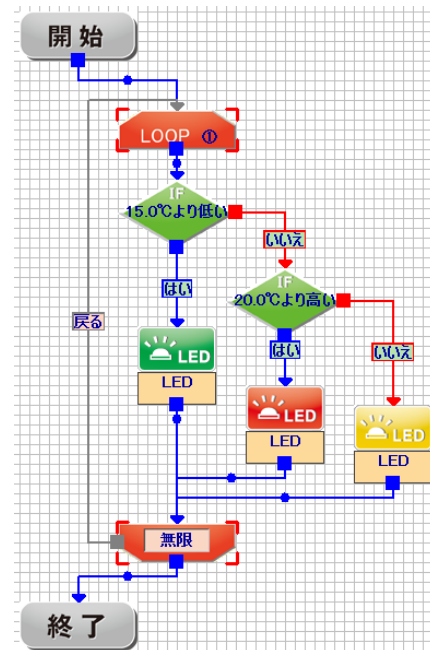 開始
LOOP ①
IF
15.0℃より低い
いいえ
はい
IF
20.0℃より高い
戻る
はい
いいえ
LED
LED
LED
LED
LED
LED
無限
終了